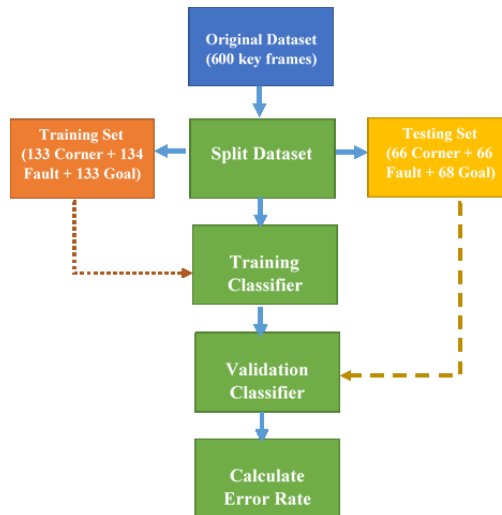 Original Dataset
(600 key frames)
Training Set
(133 Corner + 134
Fault + 133 Goal)
Split Dataset
Testing Set
(66 Corner + 66
Fault + 68 Goal)
Training
Classifier
Validation
Classifier
Calculate
Error Rate